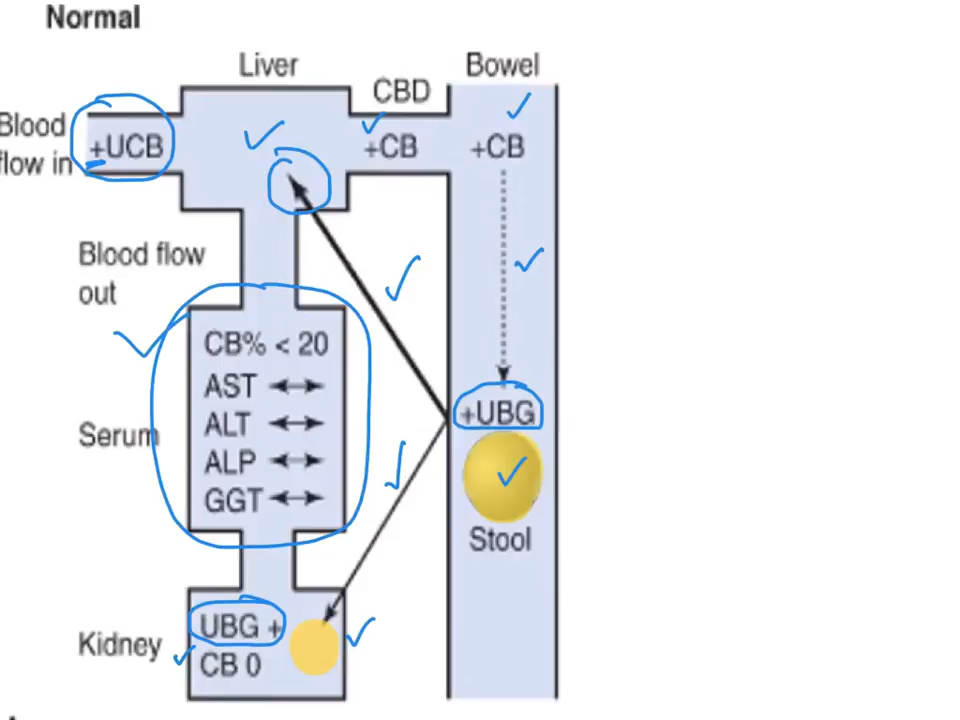 Normal
Liver
Bowel
CBD
Blood
flow in
+UCB
+CB
+CB
Blood flow
out
CB% < 20
AST ↔
ALT ↔
ALP ↔
GGT ↔
Serum
+UBG
Stool
Kidney
UBG +
CB 0